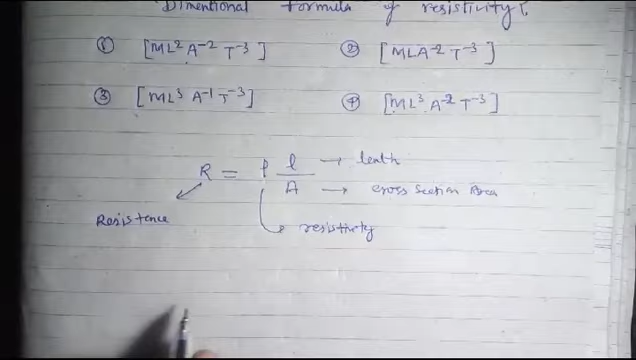 Dimentional formula of resistivity
① [ML² A⁻² T⁻³] ② [MLA⁻² T⁻³]
③ [ML³ A⁻¹ T⁻³] ④ [ML³ A⁻² T⁻³]
R = ρ l/A → lenth
→ cross section Area
Resistence
resistivity